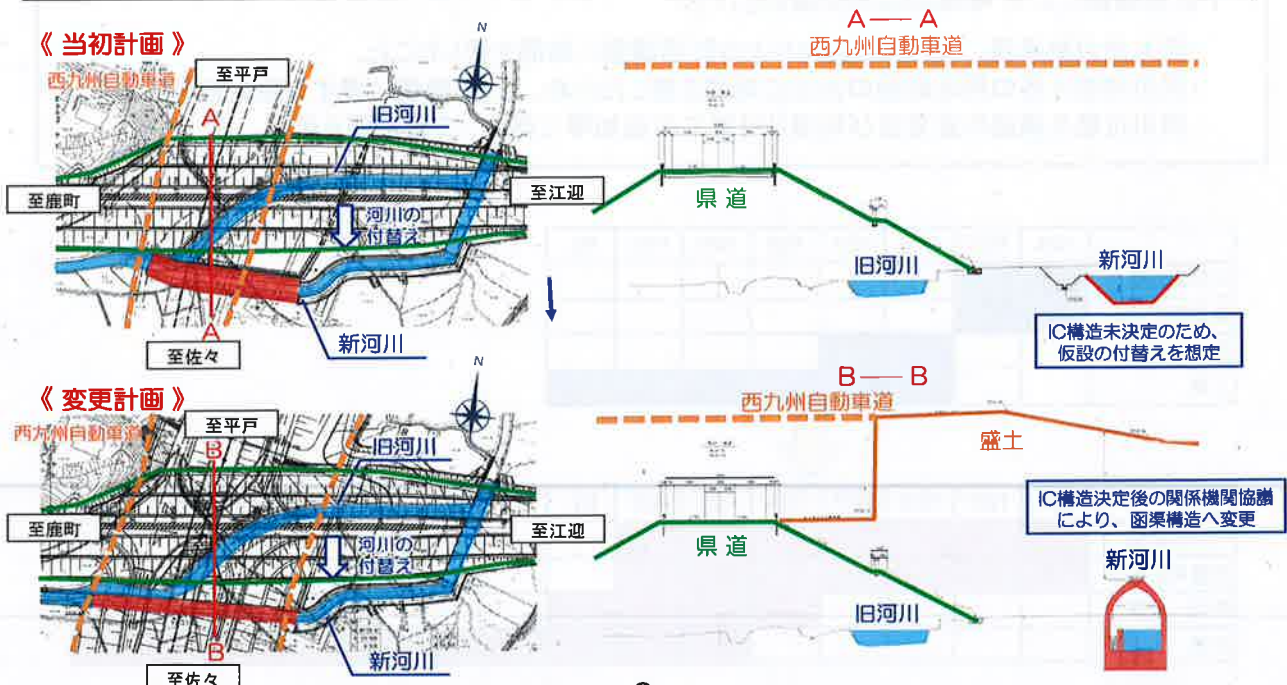 《 当初計画 》
西九州自動車道
至平戸
N
A
旧河川
至鹿町
至江迎
河川の
付替え
A
至佐々
新河川
A — A
西九州自動車道
県 道
旧河川
新河川
IC構造未決定のため、
仮設の付替えを想定
《 変更計画 》
西九州自動車道
至平戸
N
B
旧河川
至鹿町
至江迎
河川の
付替え
B
至佐々
新河川
B — B
西九州自動車道
盛土
県 道
旧河川
IC構造決定後の関係機関協議
により、函渠構造へ変更
新河川